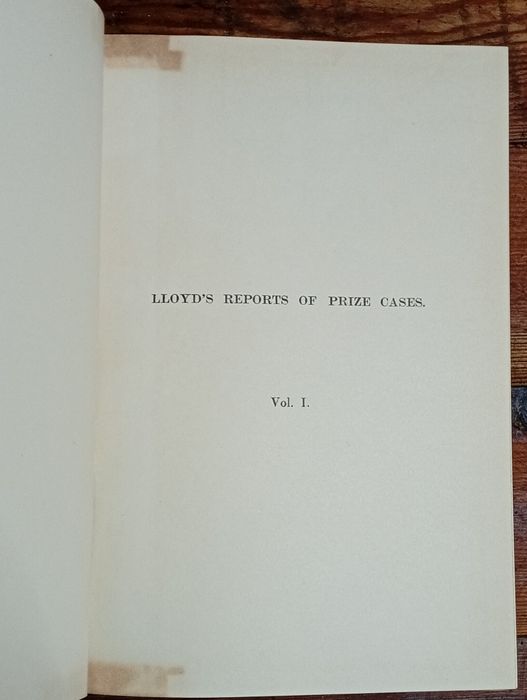 LLOYD'S REPORTS OF PRIZE CASES.
Vol. I.